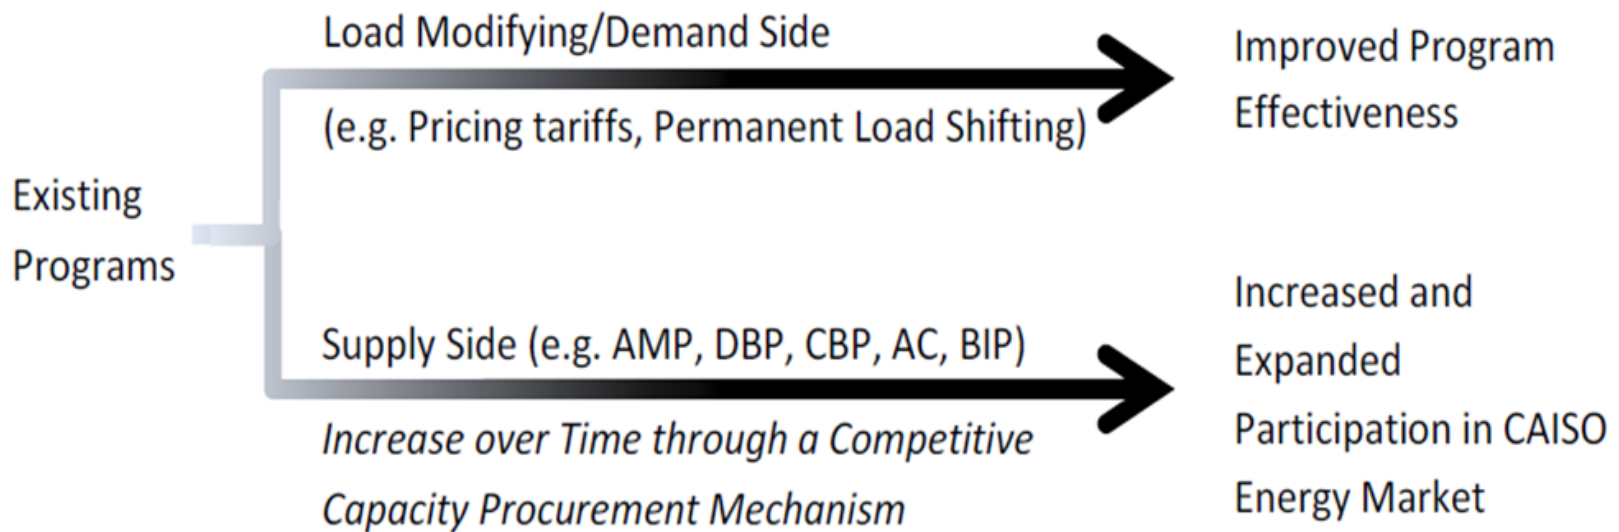 Existing
Programs
Load Modifying/Demand Side
(e.g. Pricing tariffs, Permanent Load Shifting)
Improved Program
Effectiveness
Supply Side (e.g. AMP, DBP, CBP, AC, BIP)
Increase over Time through a Competitive
Capacity Procurement Mechanism
Increased and
Expanded
Participation in CAISO
Energy Market